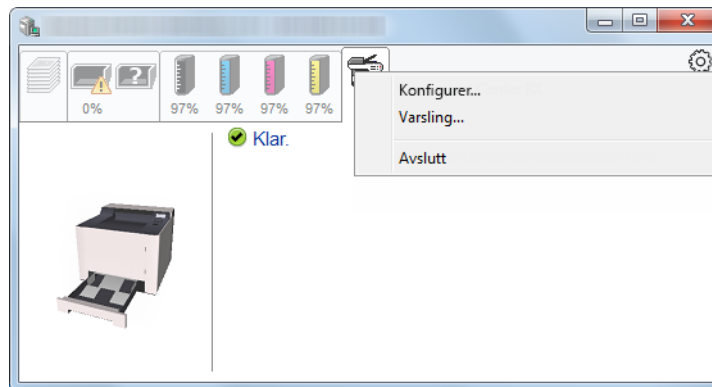 Konfigurer...
Varsling...
Avslutt
0%
97% 97% 97% 97%
Klar.
?